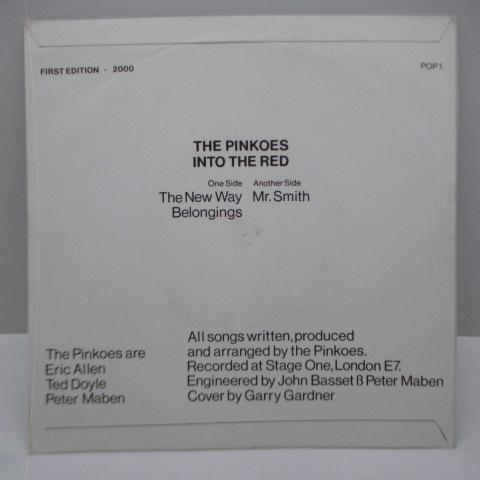 FIRST EDITION - 2000
POP 1.
THE PINKOES
INTO THE RED
One Side Another Side
The New Way Mr. Smith
Belongings
The Pinkoes are
Eric Allen
Ted Doyle
Peter Maben
All songs written, produced
and arranged by the Pinkoes.
Recorded at Stage One, London E7.
Engineered by John Basset ß Peter Maben
Cover by Garry Gardner